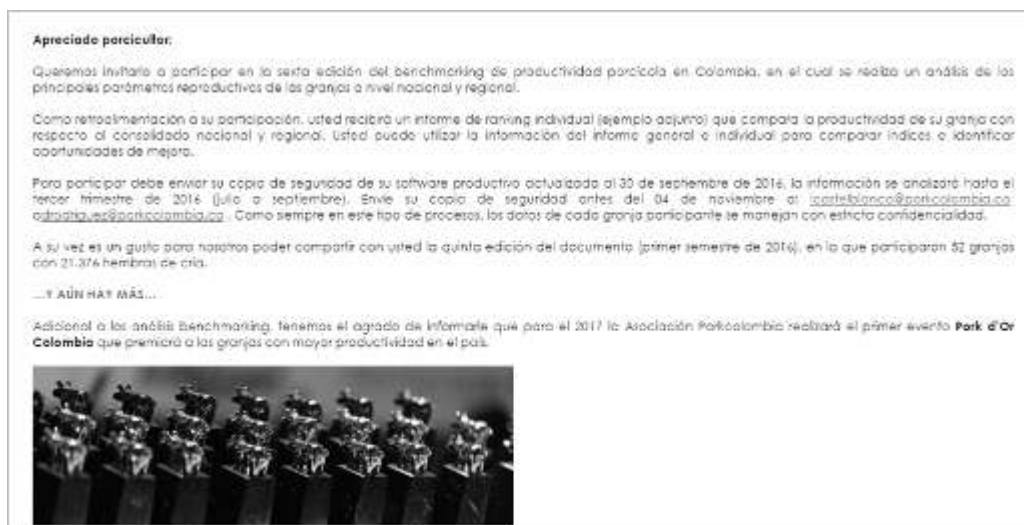 Apreciado porcicultor:
Queremos invitarlo a participar en la sexta edición del benchmarking de productividad porcícola en Colombia, en el cual se realiza un análisis de los
principales parámetros reproductivos de las granjas a nivel nacional y regional.
Como retroalimentación a su participación, usted recibirá un informe de ranking individual (ejemplo adjunto) que compara la productividad de su granja con
respecto al consolidado nacional y regional. Usted puede utilizar la información del informe general e individual para comparar índices e identificar
oportunidades de mejora.
Para participar debe enviar su copia de seguridad de su software productivo actualizada al 30 de septiembre de 2016, la información se analizará hasta el
tercer trimestre de 2016 (julio a septiembre). Envíe su copia de seguridad antes del 04 de noviembre a:
. Como siempre en este tipo de procesos, los datos de cada granja participante se manejan con estricta confidencialidad.
A su vez es un gusto para nosotros poder compartir con usted la quinta edición del documento (primer semestre de 2016), en la que participaron 52 granjas
con 21.376 hembras de cría.
...Y AÚN HAY MÁS...
Adicional a los análisis benchmarking, tenemos el agrado de informarle que para el 2017 la Asociación Porkcolombia realizará el primer evento Pork d'Or
Colombia que premiará a las granjas con mayor productividad en el país.